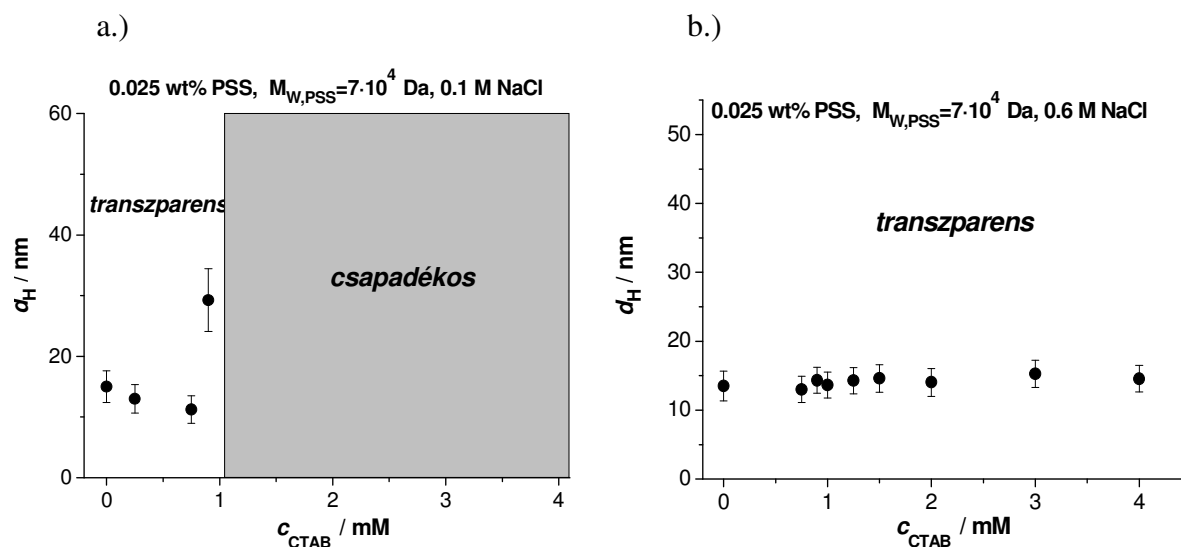 a.)
0.025 wt% PSS, M_W,PSS=7·10^4 Da, 0.1 M NaCl
60
40
20
0
d_H / nm
transzparens
csapadékos
0 1 2 3 4
c_CTAB / mM
b.)
0.025 wt% PSS, M_W,PSS=7·10^4 Da, 0.6 M NaCl
50
40
30
20
10
0
d_H / nm
transzparens
0 1 2 3 4
c_CTAB / mM